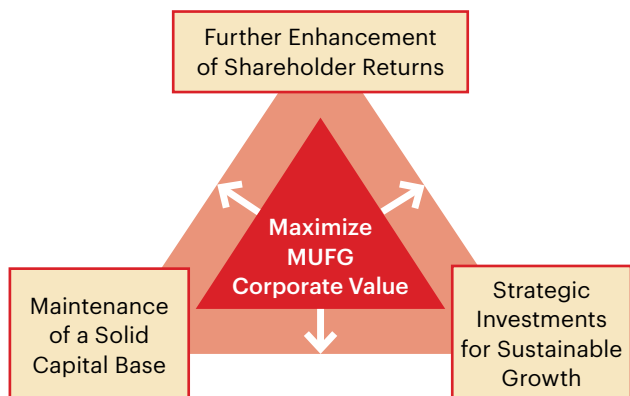 Further Enhancement
of Shareholder Returns
Maximize
MUFG
Corporate Value
Maintenance
of a Solid
Capital Base
Strategic
Investments
for Sustainable
Growth